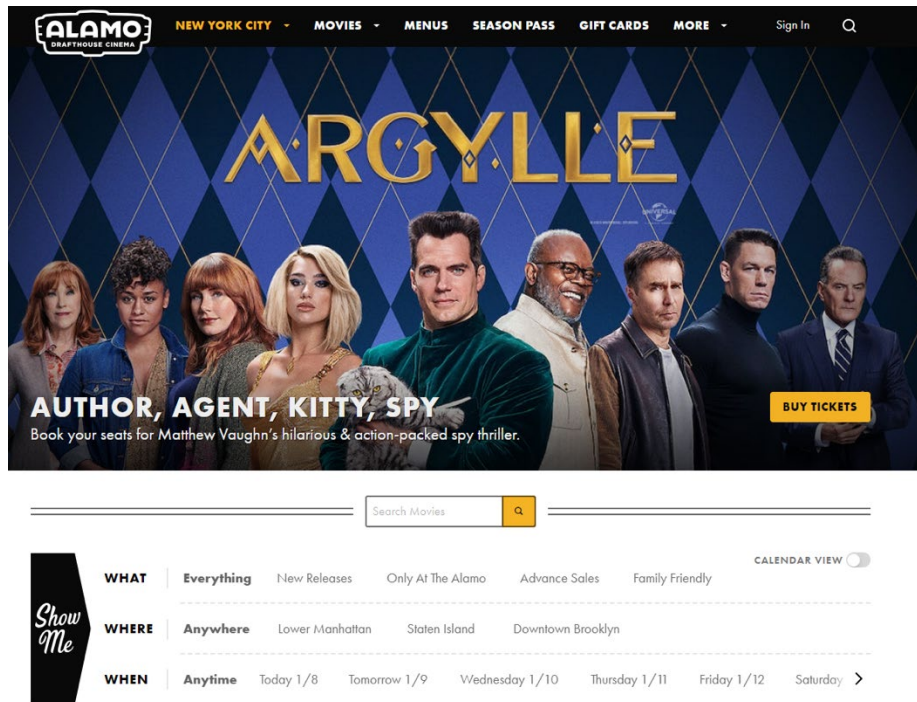 ALAMO
DRAFTHOUSE CINEMA
NEW YORK CITY MOVIES MENUS SEASON PASS GIFT CARDS MORE Sign In
ARGYLLE
UNIVERSAL
AUTHOR, AGENT, KITTY, SPY
Book your seats for Matthew Vaughn's hilarious & action-packed spy thriller.
BUY TICKETS
Search Movies
CALENDAR VIEW
Show Me
WHAT Everything New Releases Only At The Alamo Advance Sales Family Friendly
WHERE Anywhere Lower Manhattan Staten Island Downtown Brooklyn
WHEN Anytime Today 1/8 Tomorrow 1/9 Wednesday 1/10 Thursday 1/11 Friday 1/12 Saturday